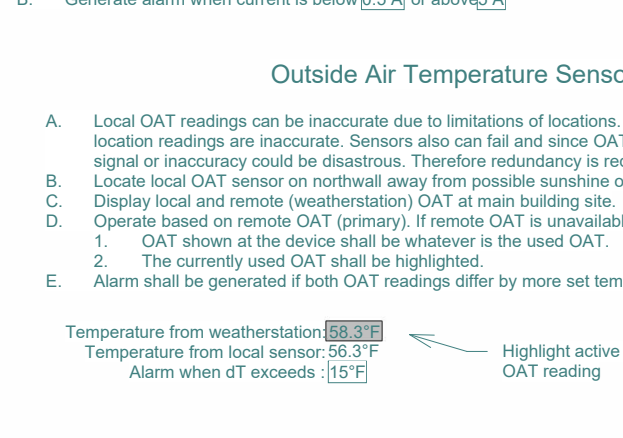 B. Generate alarm when current is below 0.5 A or above 5 A
Outside Air Temperature Senso
A. Local OAT readings can be inaccurate due to limitations of locations.
location readings are inaccurate. Sensors also can fail and since OAT
signal or inaccuracy could be disastrous. Therefore redundancy is rec
B. Locate local OAT sensor on northwall away from possible sunshine o
C. Display local and remote (weatherstation) OAT at main building site.
D. Operate based on remote OAT (primary). If remote OAT is unavailabl
1. OAT shown at the device shall be whatever is the used OAT.
2. The currently used OAT shall be highlighted.
E. Alarm shall be generated if both OAT readings differ by more set tem
Temperature from weatherstation: 58.3°F
Temperature from local sensor: 56.3°F
Highlight active
Alarm when dT exceeds : 15°F
OAT reading